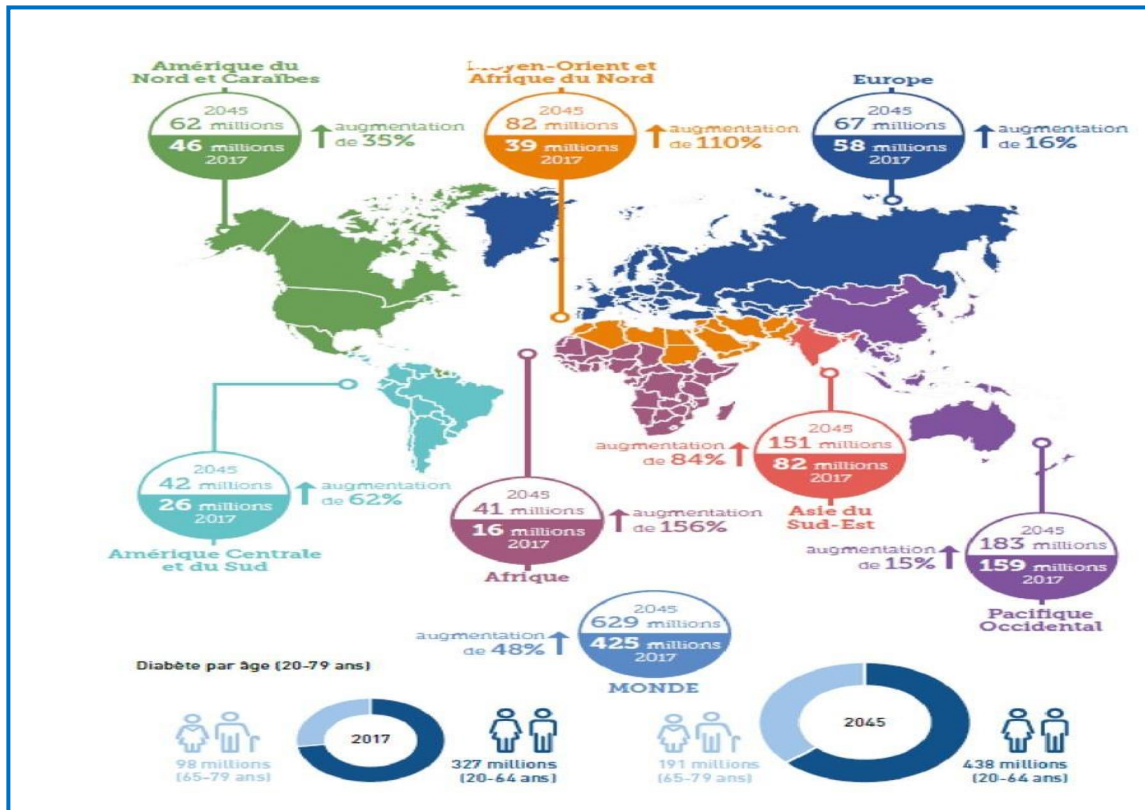 Amérique du
Nord et Caraïbes
2045
62 millions
46 millions
2017
augmentation
de 35%
Moyen-Orient et
Afrique du Nord
2045
82 millions
39 millions
2017
augmentation
de 110%
Europe
2045
67 millions
58 millions
2017
augmentation
de 16%
2045
42 millions
26 millions
2017
augmentation
de 62%
Amérique Centrale
et du Sud
2045
41 millions
16 millions
2017
augmentation
de 156%
Afrique
augmentation
de 84%
2045
151 millions
82 millions
2017
Asie du
Sud-Est
augmentation
de 15%
2045
183 millions
159 millions
2017
Pacifique
Occidental
augmentation
de 48%
2045
629 millions
425 millions
2017
MONDE
Diabète par âge (20-79 ans)
98 millions
(65-79 ans)
2017
327 millions
(20-64 ans)
191 millions
(65-79 ans)
2045
438 millions
(20-64 ans)